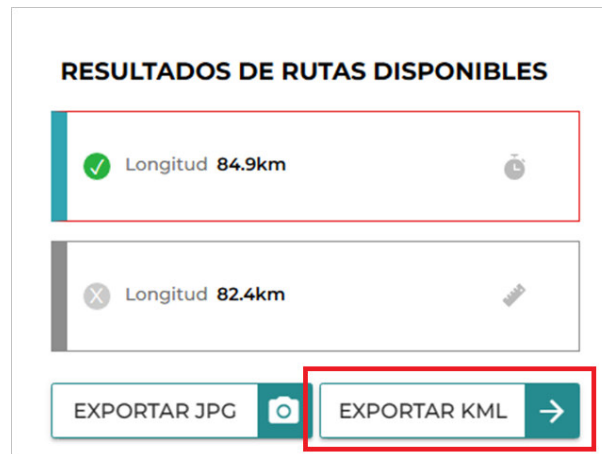 RESULTADOS DE RUTAS DISPONIBLES
Longitud 84.9km
Longitud 82.4km
EXPORTAR JPG
EXPORTAR KML